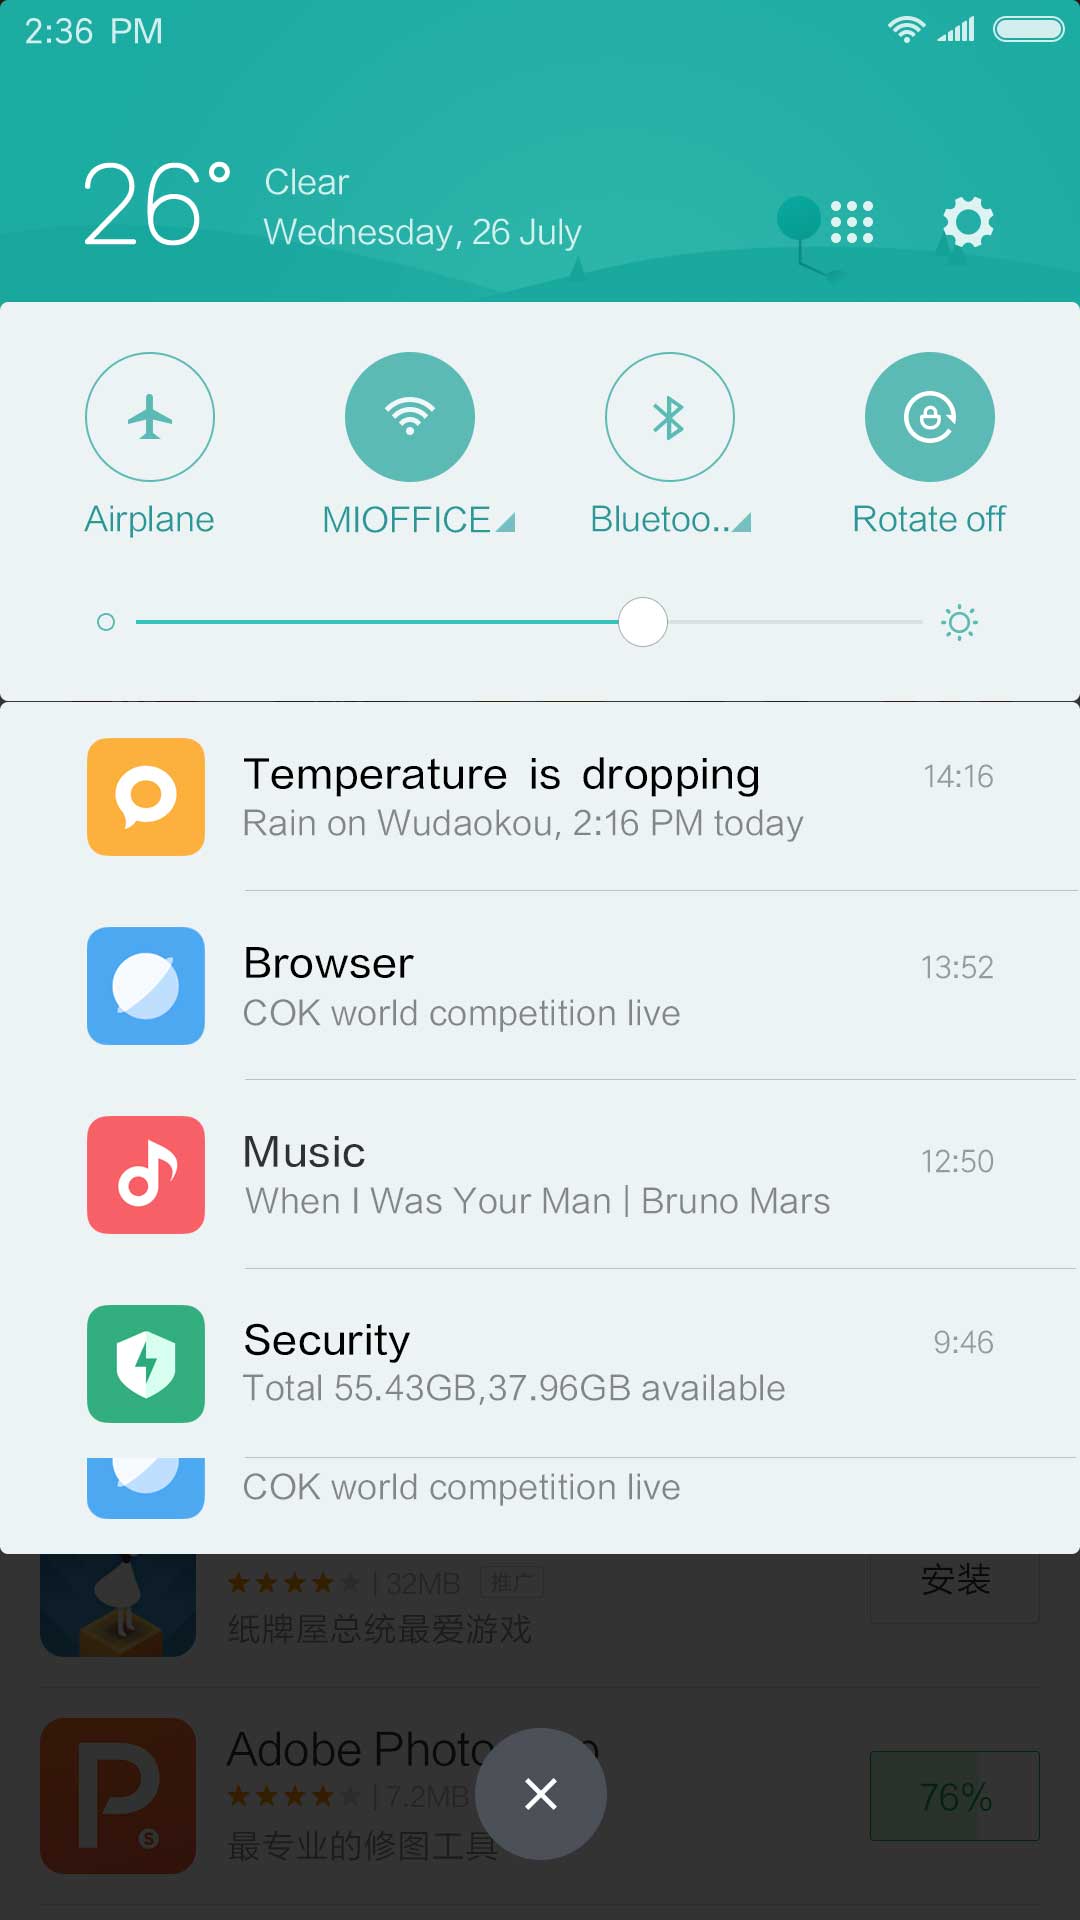 2:36 PM
26°
Clear
Wednesday, 26 July
Airplane
MIOFFICE
Bluetoo..
Rotate off
Temperature is dropping
14:16
Rain on Wudaokou, 2:16 PM today
Browser
13:52
COK world competition live
Music
12:50
When I Was Your Man | Bruno Mars
Security
9:46
Total 55.43GB,37.96GB available
COK world competition live
| 32MB 推广
安装
纸牌屋总统最爱游戏
Adobe
| 7.2MB
76%
最专业的修图工具